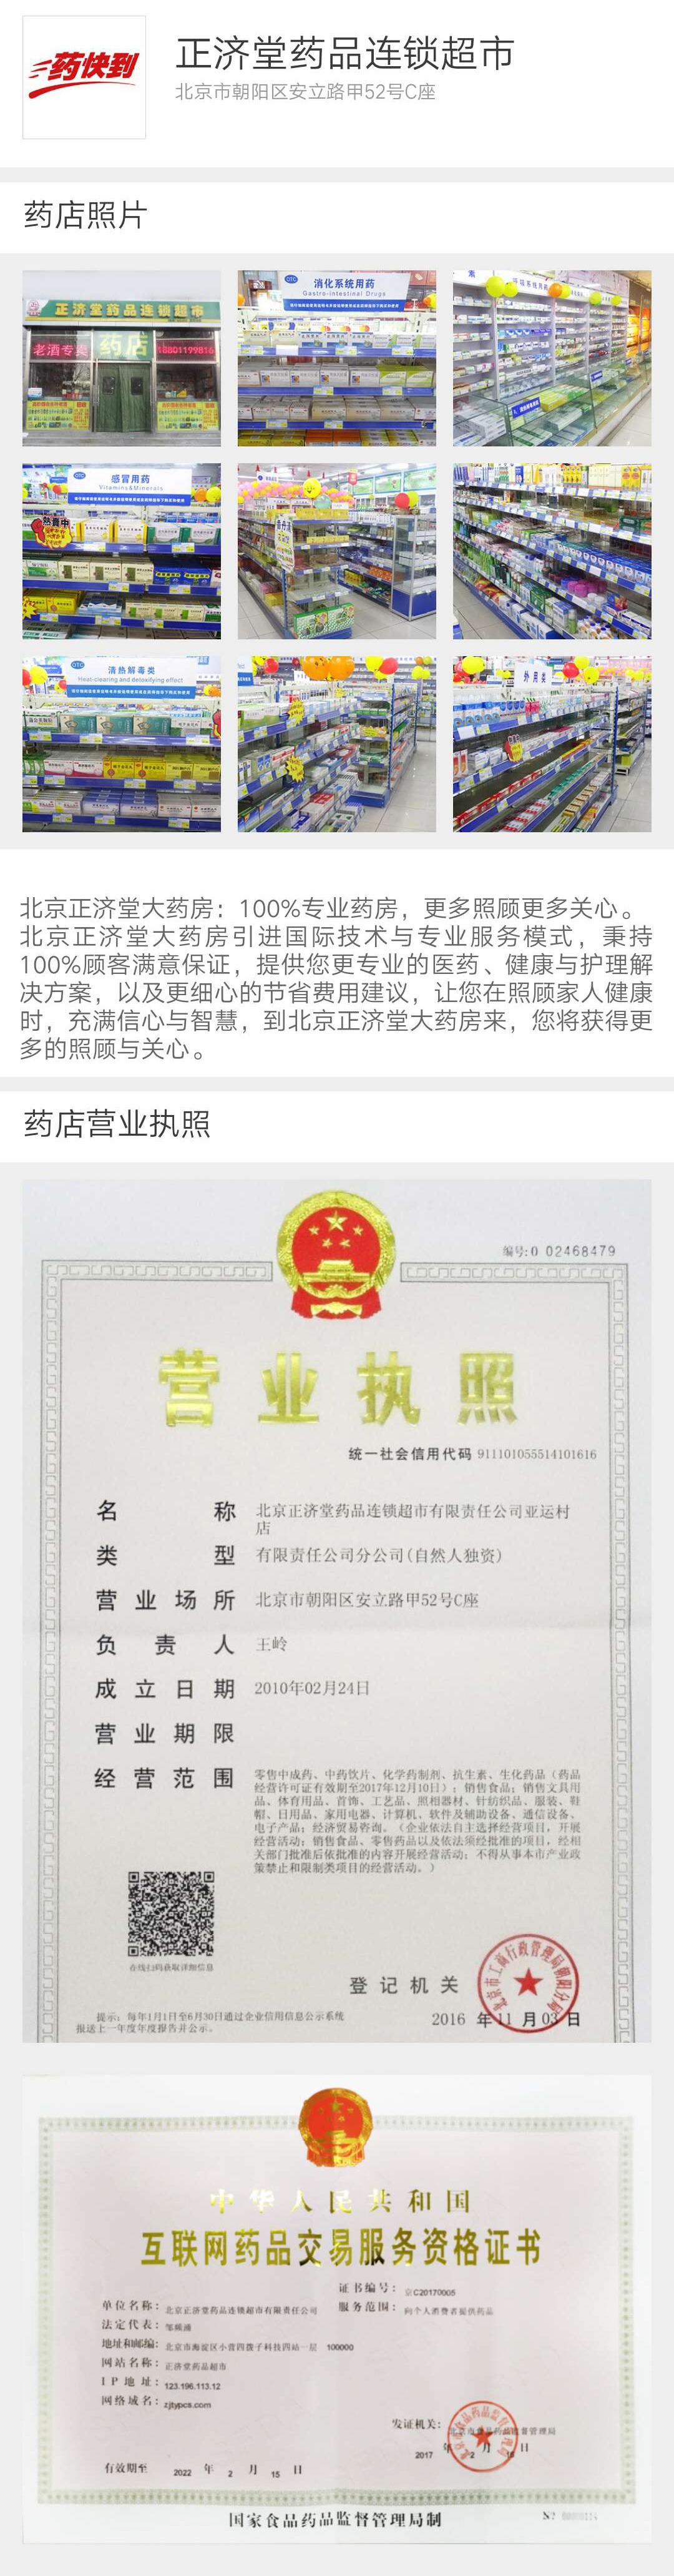 药快到
正济堂药品连锁超市
北京市朝阳区安立路甲52号C座
药店照片
正济堂药品连锁超市
老酒专卖
药店
18801199816
OTC
消化系统用药
Gastro-intestinal Drugs
OTC
感冒用药
Vitamins&Minerals
热卖中
OTC
清热解毒类
Heat-clearing and detoxifying effect
外用类
北京正济堂大药房：100%专业药房，更多照顾更多关心。
北京正济堂大药房引进国际技术与专业服务模式，秉持
100%顾客满意保证，提供您更专业的医药、健康与护理解
决方案，以及更细心的节省费用建议，让您在照顾家人健康
时，充满信心与智慧，到北京正济堂大药房来，您将获得更
多的照顾与关心。
药店营业执照
编号:0 02468479
营业执照
统一社会信用代码 911101055514101616
名称 北京正济堂药品连锁超市有限责任公司亚运村
店
类型 有限责任公司分公司(自然人独资)
营业场所 北京市朝阳区安立路甲52号C座
负责人 王岭
成立日期 2010年02月24日
营业期限
经营范围 零售中成药、中药饮片、化学药制剂、抗生素、生化药品（药品
经营许可证有效期至2017年12月10日）；销售食品；销售文具用
品、体育用品、首饰、工艺品、照相器材、针纺织品、服装、鞋
帽、日用品、家用电器、计算机、软件及辅助设备、通信设备、
电子产品；经济贸易咨询。（企业依法自主选择经营项目，开展
经营活动；销售食品、零售药品以及依法须经批准的项目，经相
关部门批准后依批准的内容开展经营活动；不得从事本市产业政
策禁止和限制类项目的经营活动。）
在线扫码获取详细信息
登记机关
北京市工商行政管理局朝阳分局
2016 年 11 月 03 日
提示：每年1月1日至6月30日通过企业信用信息公示系统
报送上一年度年度报告并公示。
中华人民共和国
互联网药品交易服务资格证书
证书编号： 京C20170005
服务范围： 向个人消费者提供药品
单位名称： 北京正济堂药品连锁超市有限责任公司
法定代表：
地址和邮编： 北京市海淀区小营四拨子科技四站一层 100000
网站名称： 正济堂药品超市
IP地址： 123.196.113.12
网络域名： zjtypcs.com
发证机关： 北京市食品药品监督管理局
2017 年 2 月 16 日
有效期至 2022 年 2 月 15 日
国家食品药品监督管理局制